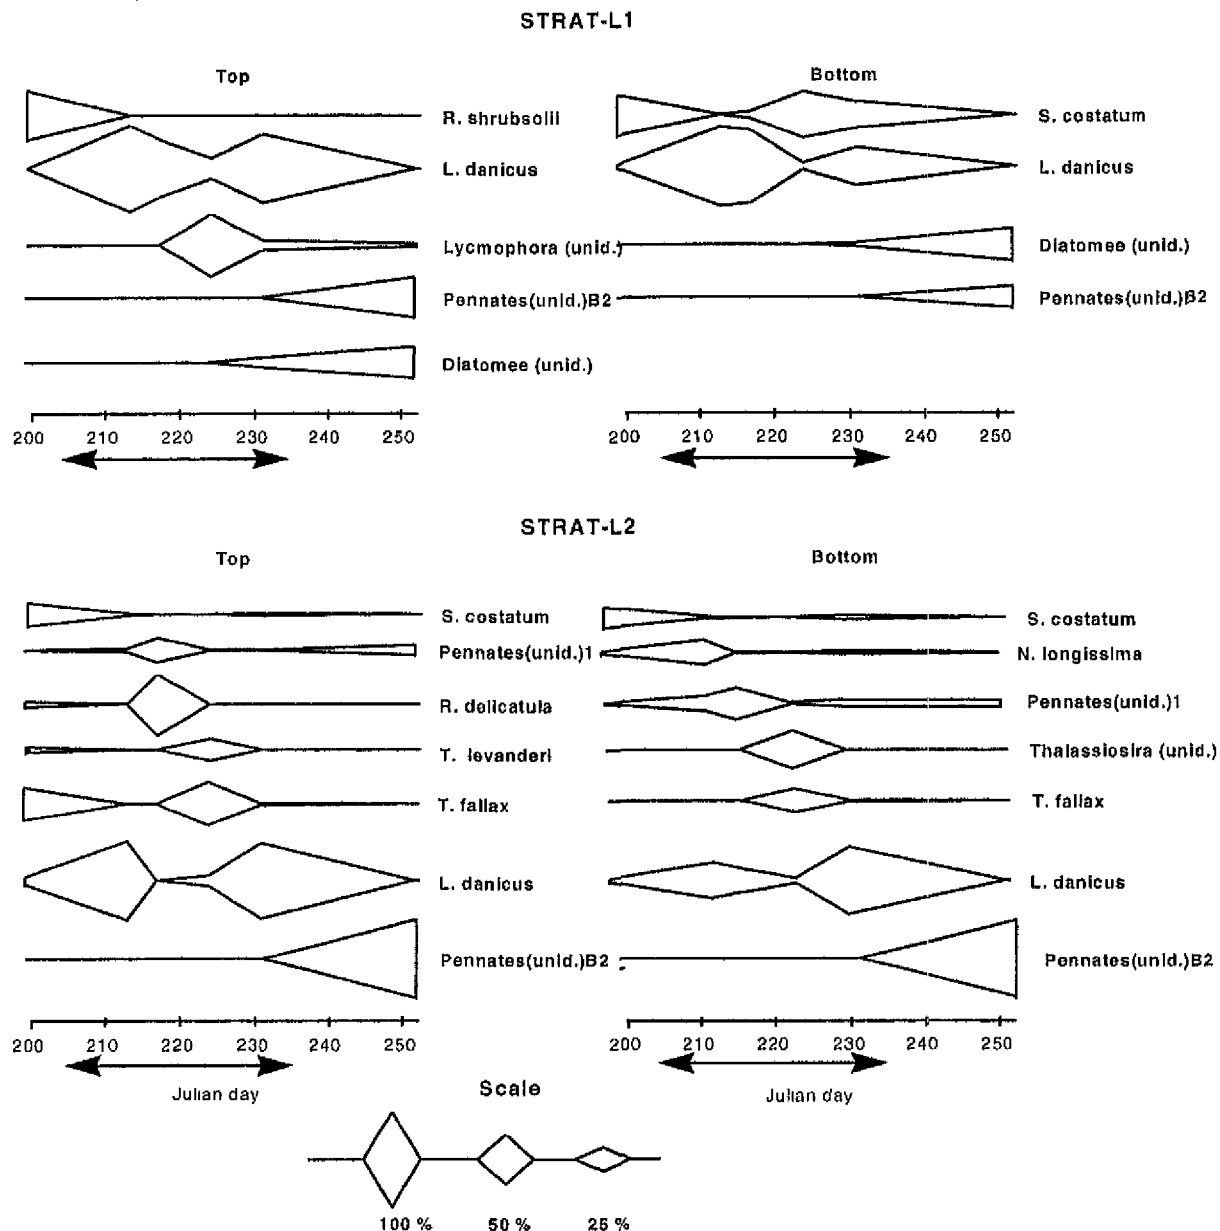 STRAT-L1
Top
Bottom
R. shrubsolii
S. costatum
L. danicus
L. danicus
Lycmophora (unid.)
Diatomee (unid.)
Pennates(unid.)B2
Pennates(unid.)B2
Diatomee (unid.)
200 210 220 230 240 250
200 210 220 230 240 250
STRAT-L2
Top
Bottom
S. costatum
S. costatum
Pennates(unid.)1
N. longissima
R. delicatula
Pennates(unid.)1
T. levanderi
Thalassiosira (unid.)
T. fallax
T. fallax
L. danicus
L. danicus
Pennates(unid.)B2
Pennates(unid.)B2
200 210 220 230 240 250
200 210 220 230 240 250
Julian day
Julian day
Scale
100 % 50 % 25 %